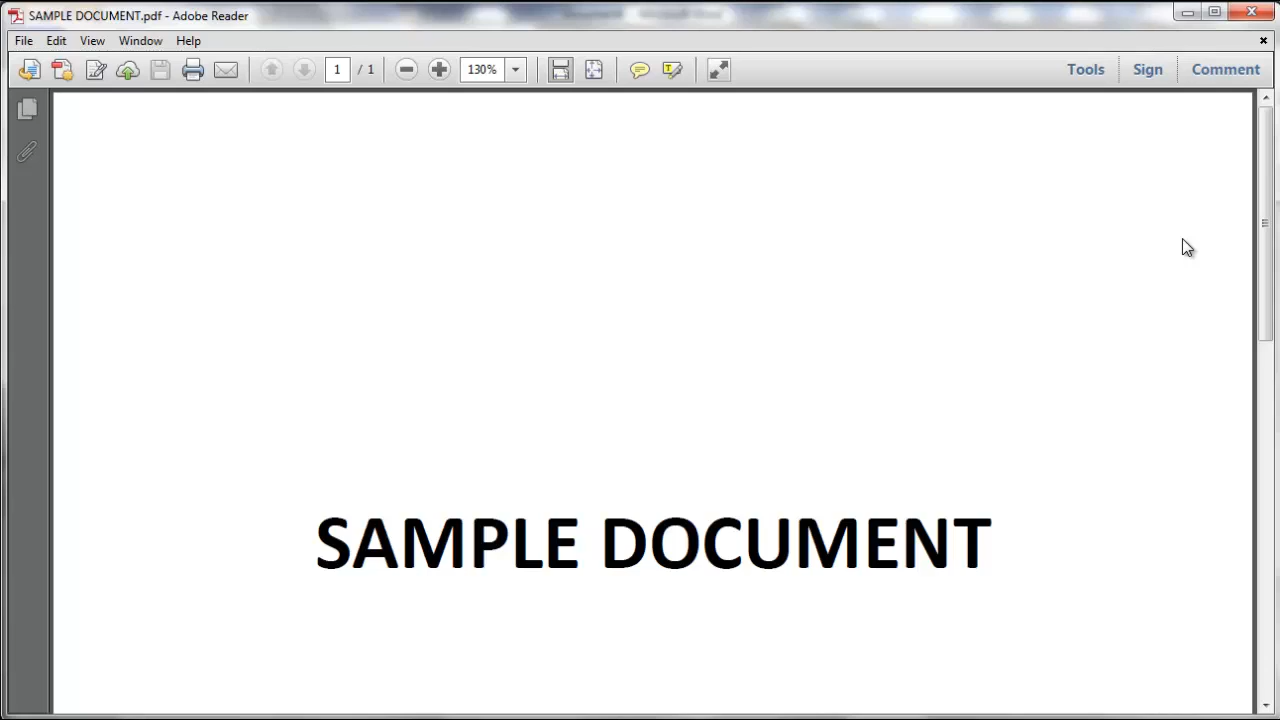 SAMPLE DOCUMENT.pdf - Adobe Reader
File Edit View Window Help
1 / 1 130% Tools Sign Comment
SAMPLE DOCUMENT